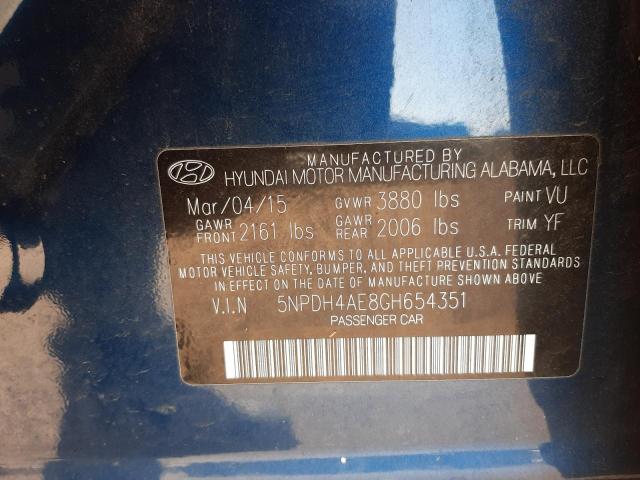 MANUFACTURED BY
HYUNDAI MOTOR MANUFACTURING ALABAMA, LLC
Mar/04/15 GVWR 3880 lbs PAINT VU
GAWR FRONT 2161 lbs GAWR REAR 2006 lbs TRIM YF
THIS VEHICLE CONFORMS TO ALL APPLICABLE U.S.A. FEDERAL
MOTOR VEHICLE SAFETY, BUMPER, AND THEFT PREVENTION STANDARDS
IN EFFECT ON THE DATE OF MANUFACTURE SHOWN ABOVE
V.I.N 5NPDH4AE8GH654351
PASSENGER CAR